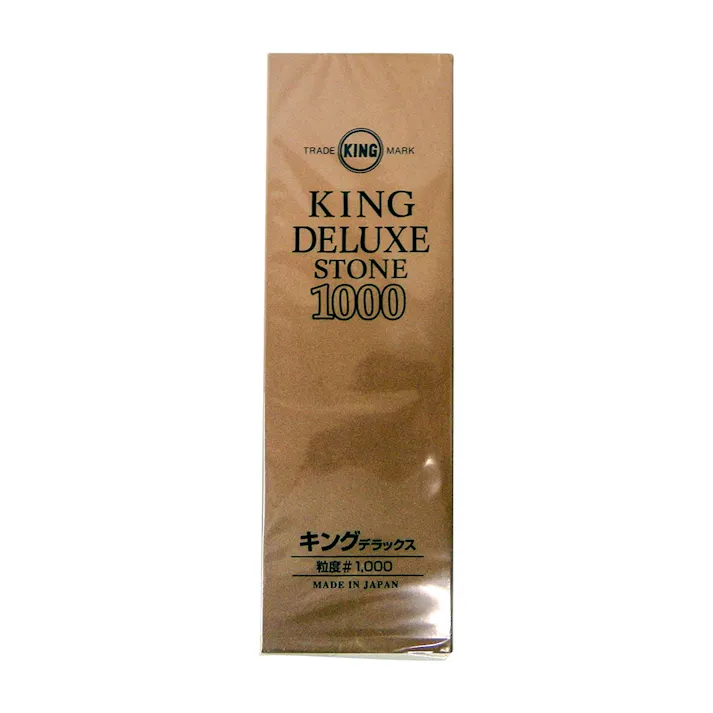 TRADE KING MARK
KING
DELUXE
STONE
1000
キングデラックス
粒度#1,000
MADE IN JAPAN